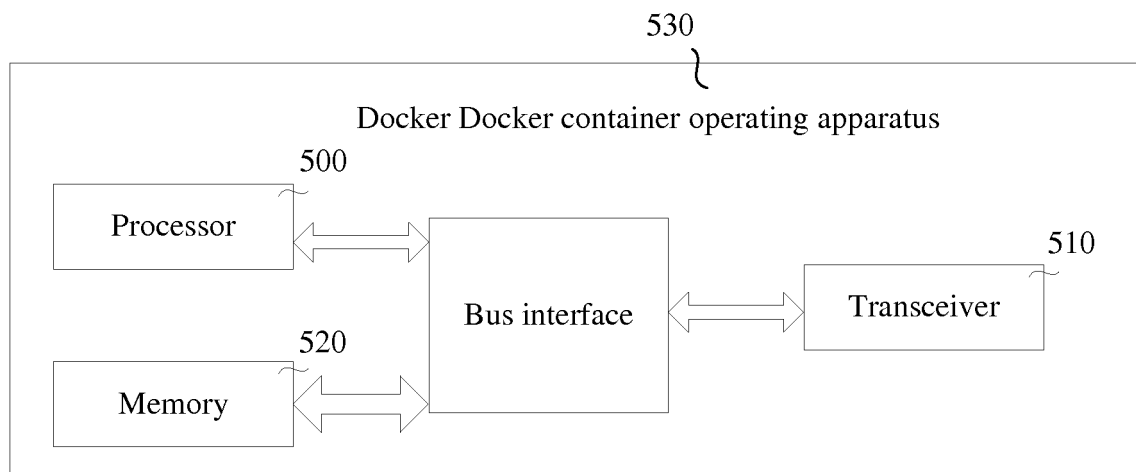 530
Docker Docker container operating apparatus
500
Processor
510
Bus interface
Transceiver
520
Memory